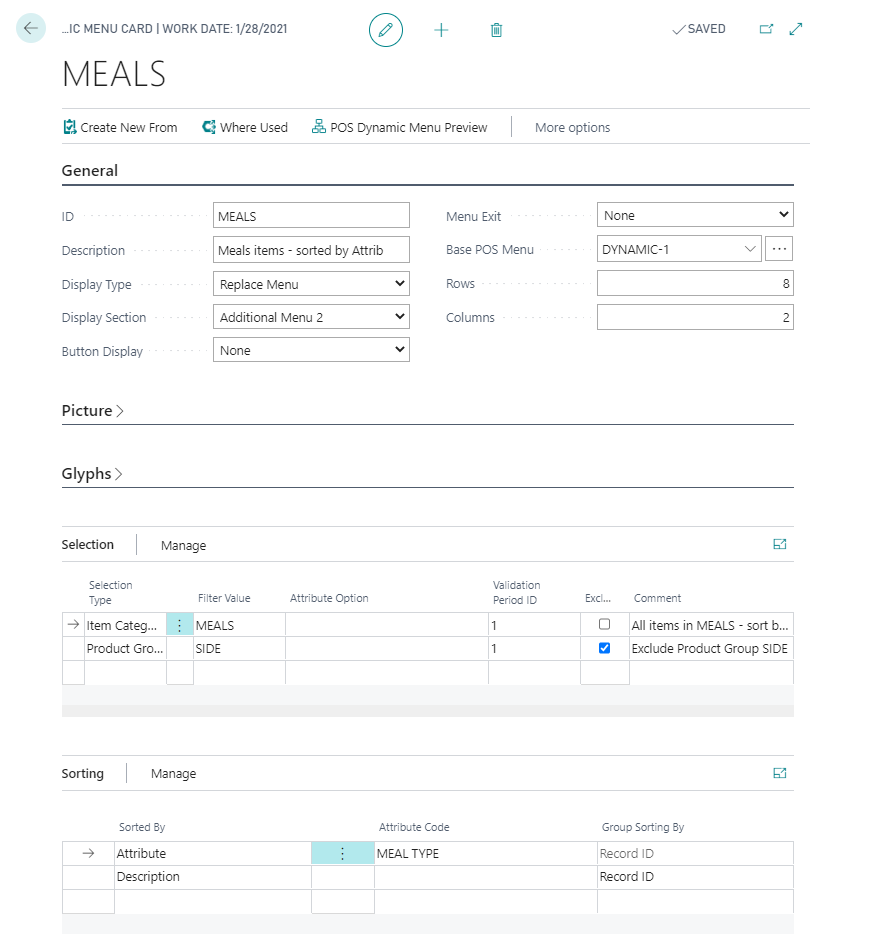 ...IC MENU CARD | WORK DATE: 1/28/2021
SAVED
MEALS
Create New From
Where Used
POS Dynamic Menu Preview
More options
General
ID
MEALS
Menu Exit
None
Description
Meals items - sorted by Attrib
Base POS Menu
DYNAMIC-1
Display Type
Replace Menu
Rows
8
Display Section
Additional Menu 2
Columns
2
Button Display
None
Picture
Glyphs
Selection
Manage
Selection
Type
Filter Value
Attribute Option
Validation
Period ID
Excl...
Comment
Item Categ...
MEALS
1
All items in MEALS - sort b...
Product Gro...
SIDE
1
Exclude Product Group SIDE
Sorting
Manage
Sorted By
Attribute Code
Group Sorting By
Attribute
MEAL TYPE
Record ID
Description
Record ID